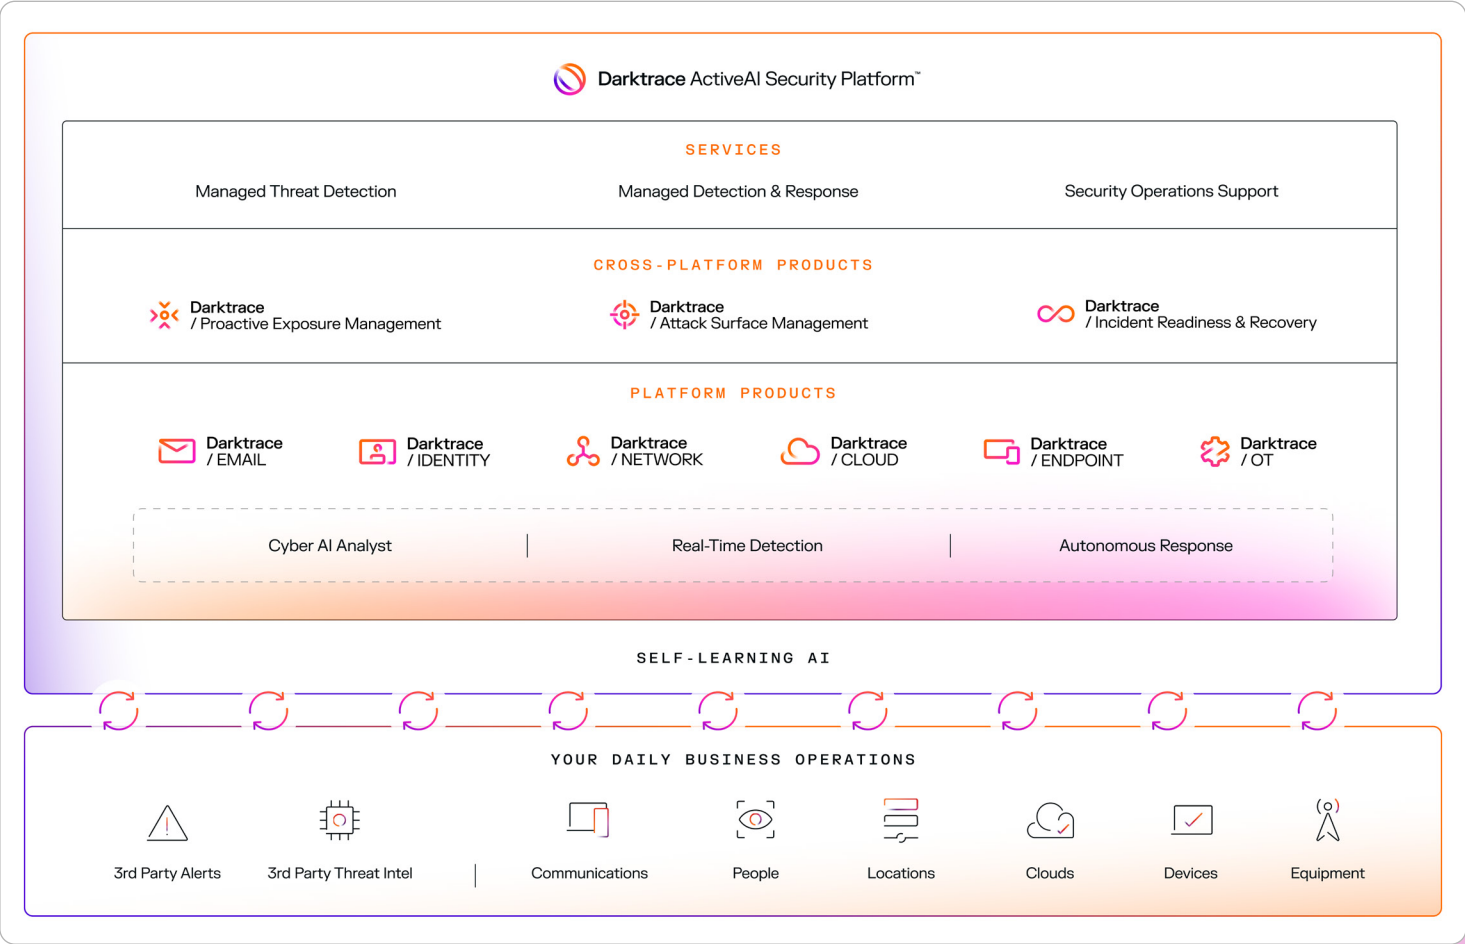 Darktrace ActiveAI Security Platform™
SERVICES
Managed Threat Detection
Managed Detection & Response
Security Operations Support
CROSS-PLATFORM PRODUCTS
Darktrace
/ Proactive Exposure Management
Darktrace
/ Attack Surface Management
Darktrace
/ Incident Readiness & Recovery
PLATFORM PRODUCTS
Darktrace
/ EMAIL
Darktrace
/ IDENTITY
Darktrace
/ NETWORK
Darktrace
/ CLOUD
Darktrace
/ ENDPOINT
Darktrace
/ OT
Cyber AI Analyst
Real-Time Detection
Autonomous Response
SELF-LEARNING AI
YOUR DAILY BUSINESS OPERATIONS
3rd Party Alerts
3rd Party Threat Intel
Communications
People
Locations
Clouds
Devices
Equipment